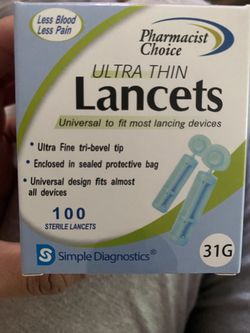 Less Blood
Less Pain
Pharmacist
Choice
ULTRA THIN
Lancets
Universal to fit most lancing devices
• Ultra Fine tri-bevel tip
• Enclosed in sealed protective bag
• Universal design fits almost
all devices
100
STERILE LANCETS
31G
S Simple Diagnostics®